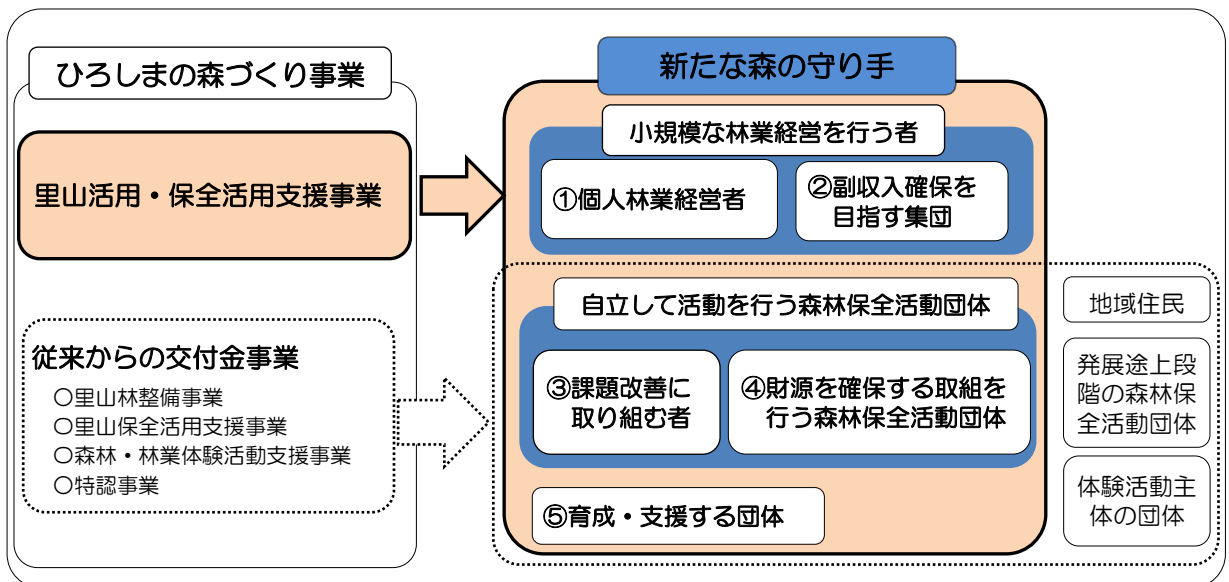 ひろしまの森づくり事業
里山活用・保全活用支援事業
従来からの交付金事業
〇里山林整備事業
〇里山保全活用支援事業
〇森林・林業体験活動支援事業
〇特認事業
新たな森の守り手
小規模な林業経営を行う者
①個人林業経営者
②副収入確保を
目指す集団
自立して活動を行う森林保全活動団体
③課題改善に
取り組む者
④財源を確保する取組を
行う森林保全活動団体
⑤育成・支援する団体
地域住民
発展途上段
階の森林保
全活動団体
体験活動主
体の団体